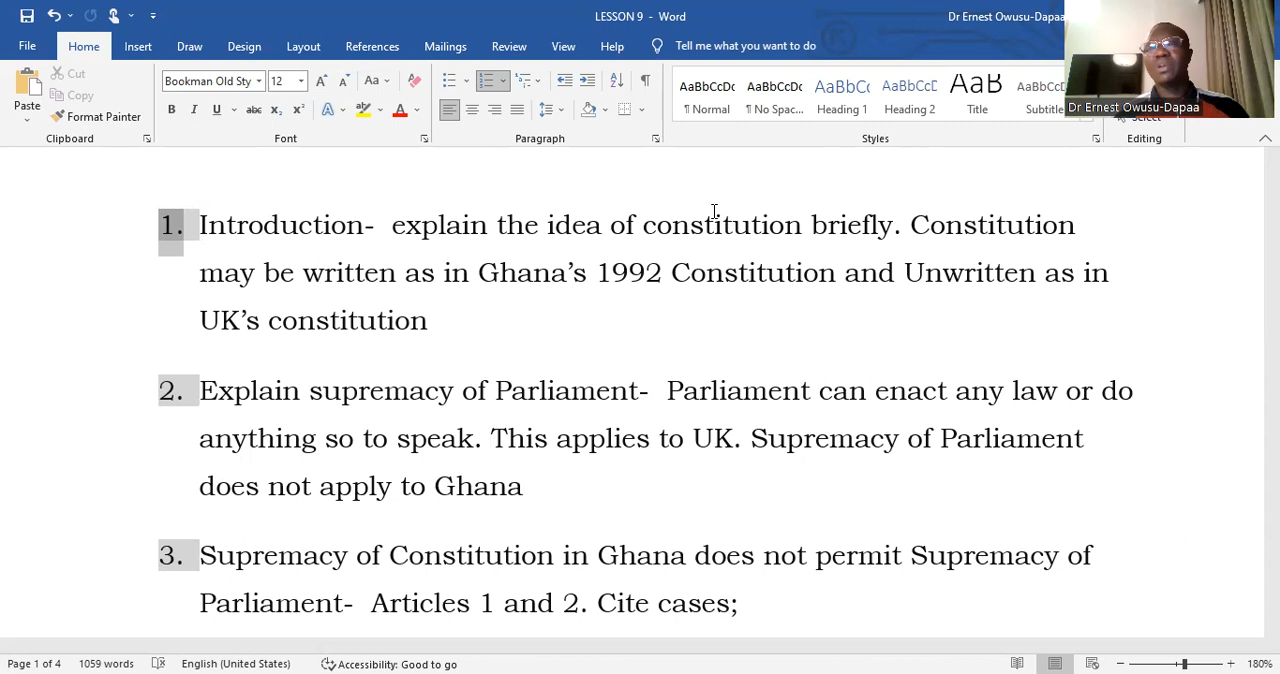 LESSON 9 - Word
Dr Ernest Owusu-Dapaa
File Home Insert Draw Design Layout References Mailings Review View Help Tell me what you want to do
Cut
Copy
Paste
Format Painter
Bookman Old Sty 12
Aa
AaBbCcDc AaBbCcDc AaBbCc AaBbCcD AaB AaBbCcD
¶ Normal ¶ No Spac... Heading 1 Heading 2 Title Subtitle
Dr Ernest Owusu-Dapaa
Select
Clipboard Font Paragraph Styles Editing
1. Introduction- explain the idea of constitution briefly. Constitution
may be written as in Ghana’s 1992 Constitution and Unwritten as in
UK’s constitution
2. Explain supremacy of Parliament- Parliament can enact any law or do
anything so to speak. This applies to UK. Supremacy of Parliament
does not apply to Ghana
3. Supremacy of Constitution in Ghana does not permit Supremacy of
Parliament- Articles 1 and 2. Cite cases;
Page 1 of 4 1059 words English (United States) Accessibility: Good to go 180%